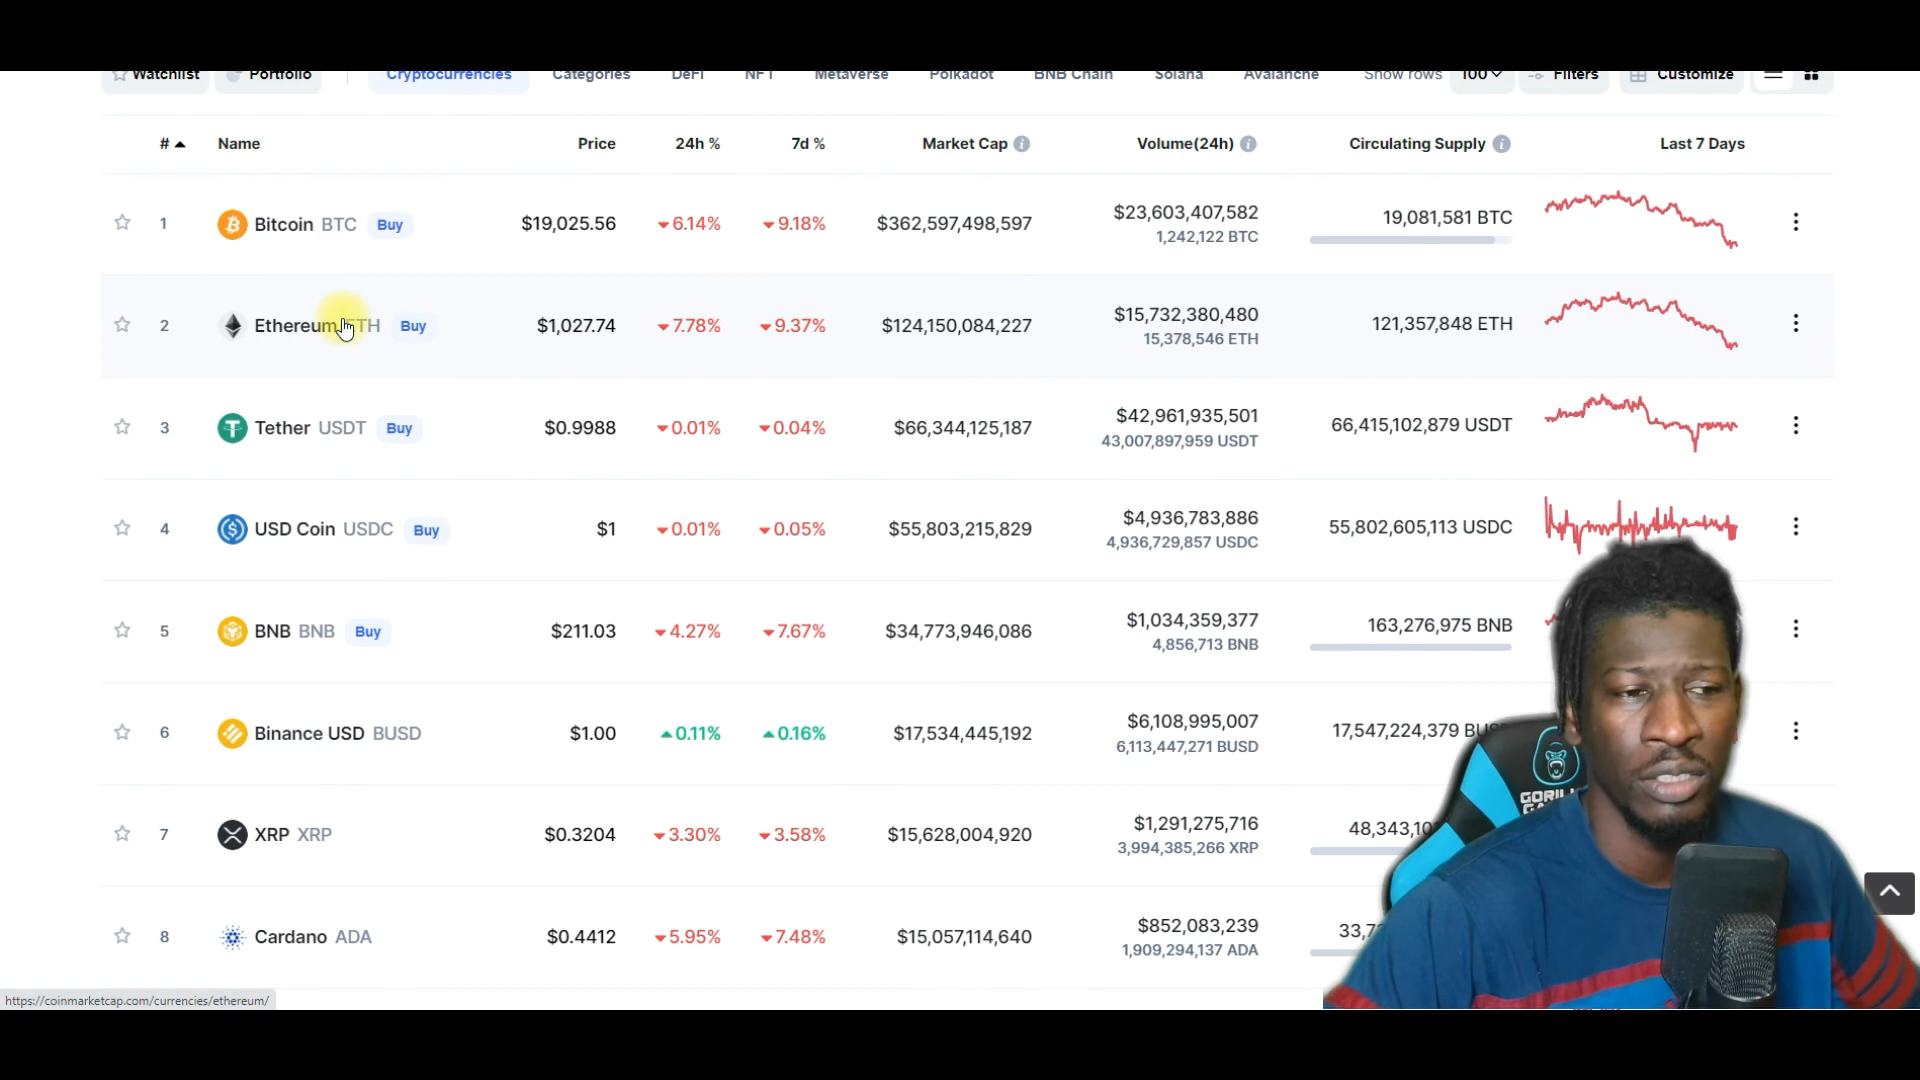 Watchlist Portfolio Cryptocurrencies Categories DeFi NFT Metaverse Polkadot BNB Chain Solana Avalanche Show rows 100 Filters Customize
# Name Price 24h % 7d % Market Cap Volume(24h) Circulating Supply Last 7 Days
1 Bitcoin BTC Buy $19,025.56 6.14% 9.18% $362,597,498,597 $23,603,407,582 19,081,581 BTC
1,242,122 BTC
2 Ethereum ETH Buy $1,027.74 7.78% 9.37% $124,150,084,227 $15,732,380,480 121,357,848 ETH
15,378,546 ETH
3 Tether USDT Buy $0.9988 0.01% 0.04% $66,344,125,187 $42,961,935,501 66,415,102,879 USDT
43,007,897,959 USDT
4 USD Coin USDC Buy $1 0.01% 0.05% $55,803,215,829 $4,936,783,886 55,802,605,113 USDC
4,936,729,857 USDC
5 BNB BNB Buy $211.03 4.27% 7.67% $34,773,946,086 $1,034,359,377 163,276,975 BNB
4,856,713 BNB
6 Binance USD BUSD $1.00 0.11% 0.16% $17,534,445,192 $6,108,995,007 17,547,224,379
6,113,447,271 BUSD
7 XRP XRP $0.3204 3.30% 3.58% $15,628,004,920 $1,291,275,716
3,994,385,266 XRP
8 Cardano ADA $0.4412 5.95% 7.48% $15,057,114,640 $852,083,239
1,909,294,137 ADA
https://coinmarketcap.com/currencies/ethereum/